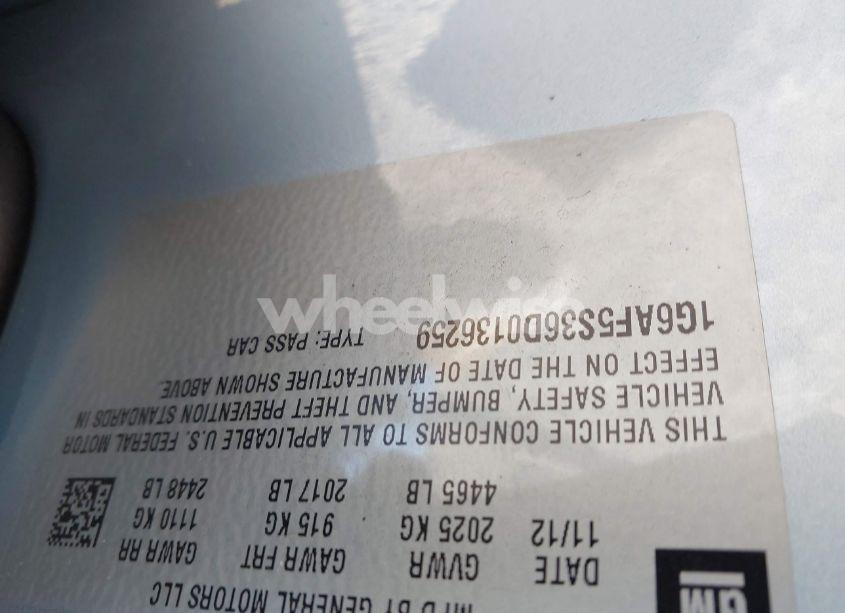 GM
MFD BY GENERAL MOTORS LLC
DATE GVWR GAWR FRT GAWR RR
11/12 2025 KG 915 KG 1110 KG
4465 LB 2017 LB 2448 LB
THIS VEHICLE CONFORMS TO ALL APPLICABLE U.S. FEDERAL MOTOR
VEHICLE SAFETY, BUMPER, AND THEFT PREVENTION STANDARDS IN
EFFECT ON THE DATE OF MANUFACTURE SHOWN ABOVE.
1G6AF5S36D0136259 TYPE: PASS CAR
wheelwise